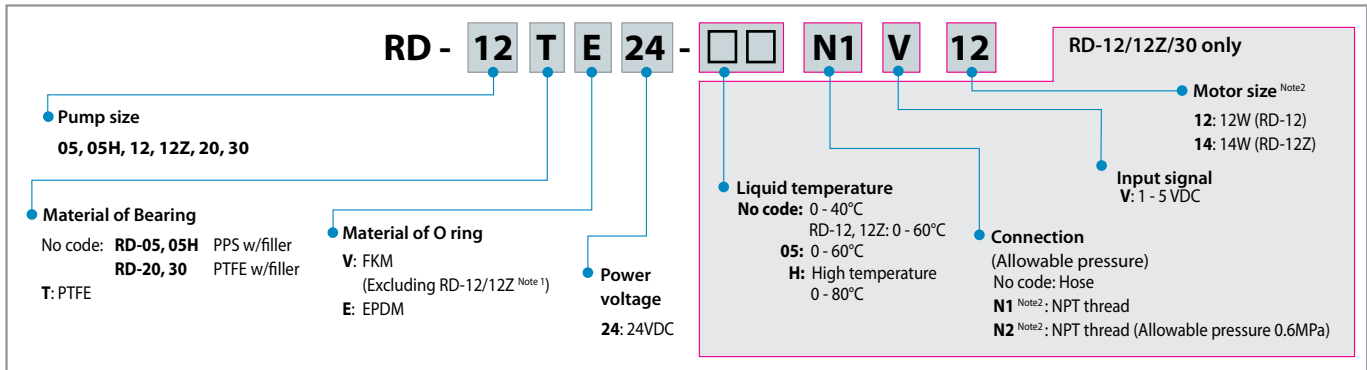 RD - 12 T E 24 - □□ N1 V 12
RD-12/12Z/30 only
Pump size
05, 05H, 12, 12Z, 20, 30
Material of Bearing
No code: RD-05, 05H PPS w/filler
RD-20, 30 PTFE w/filler
T: PTFE
Material of O ring
V: FKM
(Excluding RD-12/12Z Note 1)
E: EPDM
Power
voltage
24: 24VDC
Liquid temperature
No code: 0 - 40°C
RD-12, 12Z: 0 - 60°C
05: 0 - 60°C
H: High temperature
0 - 80°C
Connection
(Allowable pressure)
No code: Hose
N1 Note2: NPT thread
N2 Note2: NPT thread (Allowable pressure 0.6MPa)
Input signal
V: 1 - 5 VDC
Motor size Note2
12: 12W (RD-12)
14: 14W (RD-12Z)